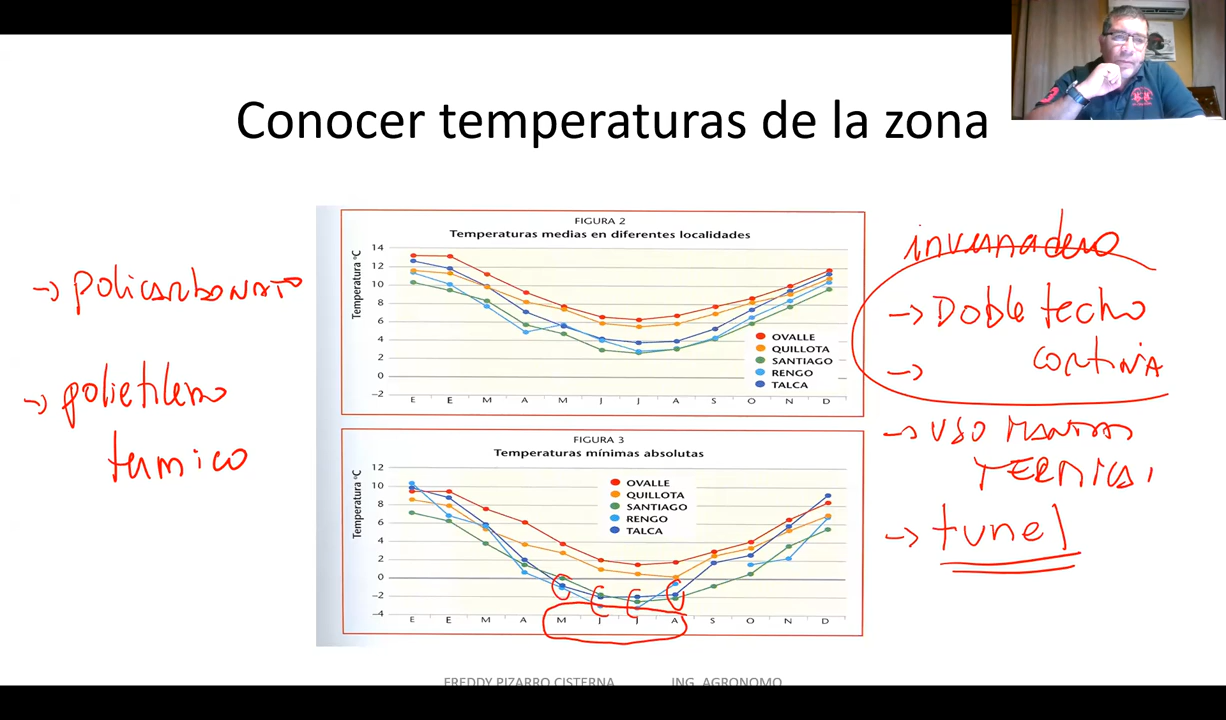 Conocer temperaturas de la zona
-> policarbonato
-> polietileno
termico
FIGURA 2
Temperaturas medias en diferentes localidades
Temperatura °C
14
12
8
6
4
2
0
–2
OVALLE
QUILLOTA
SANTIAGO
RENGO
TALCA
E E M A M J J A S O N D
FIGURA 3
Temperaturas mínimas absolutas
Temperatura °C
12
10
8
6
4
2
0
–2
–4
OVALLE
QUILLOTA
SANTIAGO
RENGO
TALCA
E E M A M J J A S O N D
invernadero
-> Doble techo
-> cortina
-> USO MANTAS
TERMICAS
-> tunel
FREDDY PIZARRO CISTERNA ING. AGRONOMO